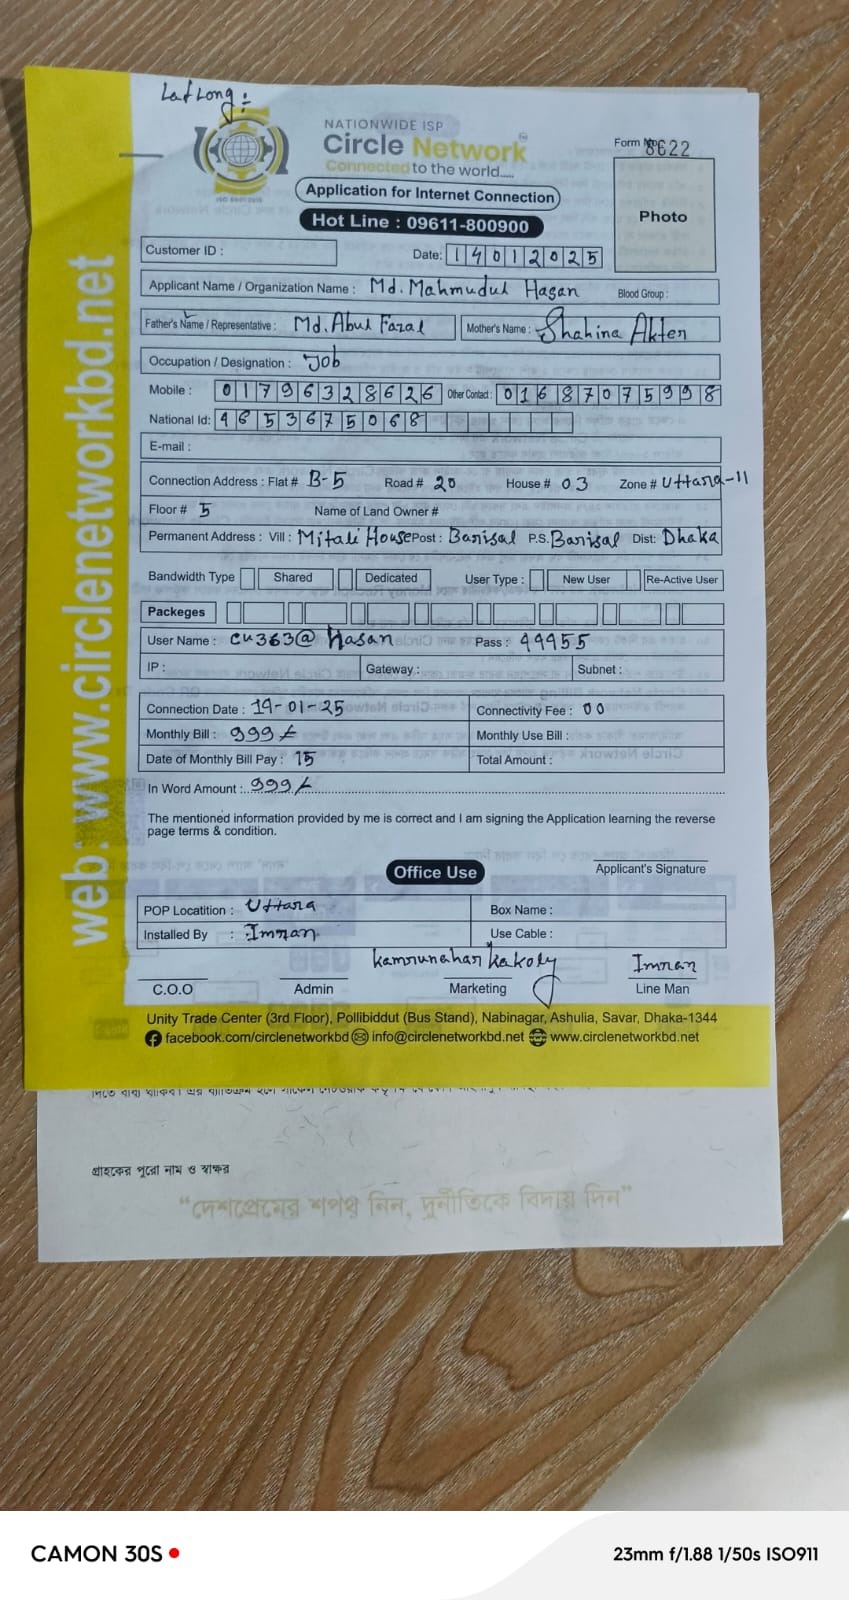 Lat Long :
NATIONWIDE ISP
Circle Network
Connected to the world.....
Form No 8622
Application for Internet Connection
Hot Line : 09611-800900
Photo
Customer ID :
Date: 14012025
Applicant Name / Organization Name : Md. Mahmudul Hasan Blood Group :
Father's Name / Representative : Md. Abul Fazal Mother's Name : Shahina Akter
Occupation / Designation : Job
Mobile : 01796328626 Other Contact : 01687075998
National Id: 4653675068
E-mail :
Connection Address : Flat # B-5 Road # 20 House # 03 Zone # Uttara-11
Floor # 5 Name of Land Owner #
Permanent Address : Vill : Mitali House Post : Barisal P.S. Barisal Dist: Dhaka
Bandwidth Type Shared Dedicated User Type : New User Re-Active User
Packeges
User Name : cu363@Hasan Pass : 99955
IP : Gateway : Subnet :
Connection Date : 19-01-25 Connectivity Fee : 00
Monthly Bill : 999/- Monthly Use Bill :
Date of Monthly Bill Pay : 15 Total Amount :
In Word Amount : 999/-
The mentioned information provided by me is correct and I am signing the Application learning the reverse
page terms & condition.
Office Use
Applicant's Signature
POP Locatition : Uttara Box Name :
Installed By : Imran Use Cable :
kamrunahar kakoly Imran
C.O.O Admin Marketing Line Man
Unity Trade Center (3rd Floor), Pollibiddut (Bus Stand), Nabinagar, Ashulia, Savar, Dhaka-1344
facebook.com/circlenetworkbd info@circlenetworkbd.net www.circlenetworkbd.net
web: www.circlenetworkbd.net
গ্রাহকের পুরো নাম ও স্বাক্ষর
“দেশপ্রেমের শপথ নিন, দুর্নীতিকে বিদায় দিন”
CAMON 30S
23mm f/1.88 1/50s ISO911